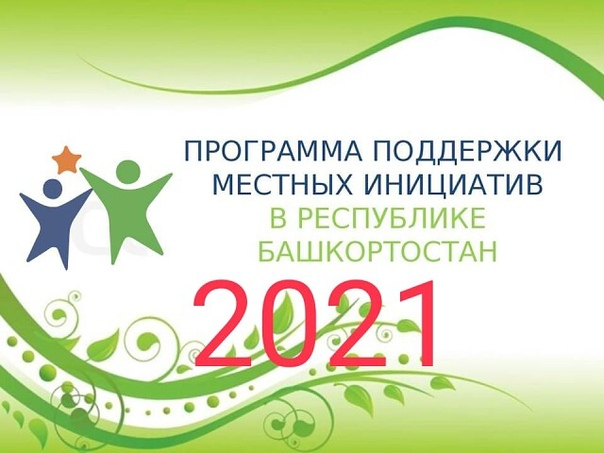 ПРОГРАММА ПОДДЕРЖКИ
МЕСТНЫХ ИНИЦИАТИВ
В РЕСПУБЛИКЕ
БАШКОРТОСТАН
2021